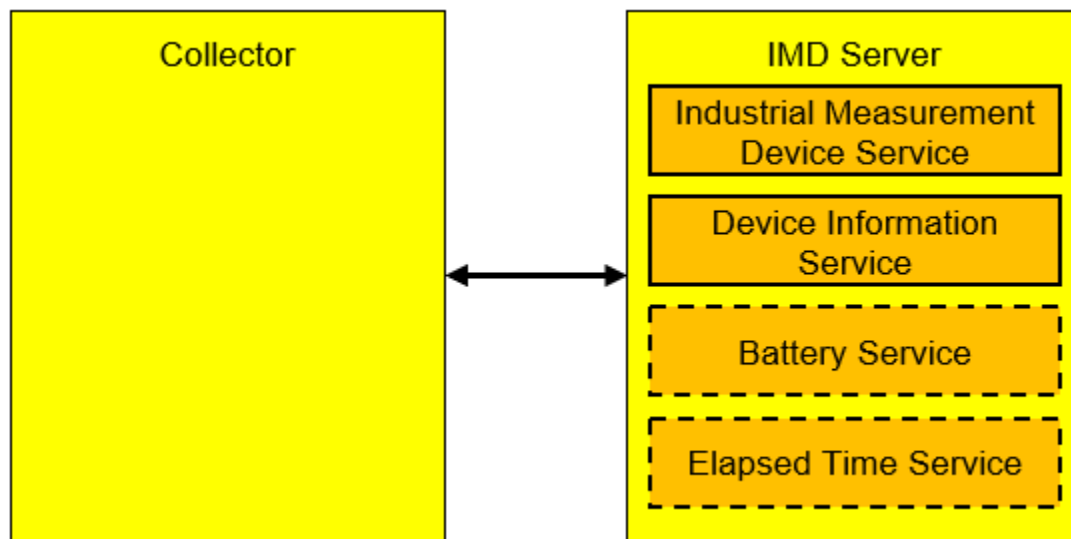 Collector
IMD Server
Industrial Measurement
Device Service
Device Information
Service
Battery Service
Elapsed Time Service